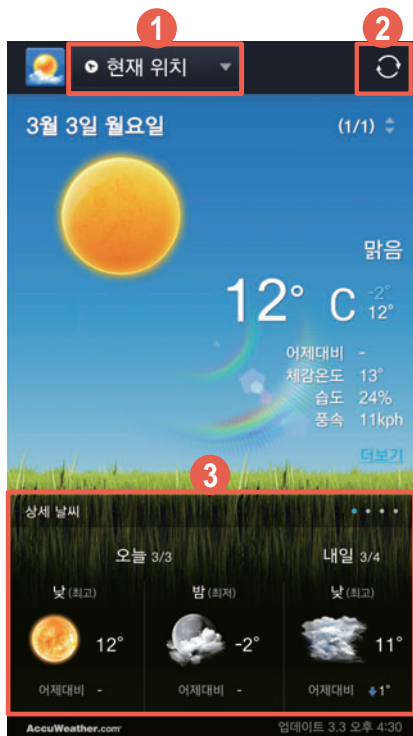 1
2
현재 위치
3월 3일 월요일 (1/1)
맑음
12° C -2°
12°
어제대비 -
체감온도 13°
습도 24%
풍속 11kph
더보기
3
상세 날씨
오늘 3/3 내일 3/4
낮(최고) 밤(최저) 낮(최고)
12° -2° 11°
어제대비 - 어제대비 - 어제대비 1°
AccuWeather.com 업데이트 3.3 오후 4:30